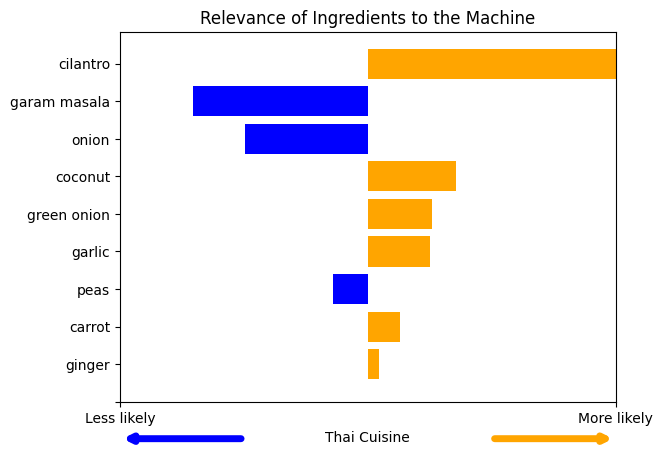 Relevance of Ingredients to the Machine
cilantro
garam masala
onion
coconut
green onion
garlic
peas
carrot
ginger
Less likely
More likely
Thai Cuisine